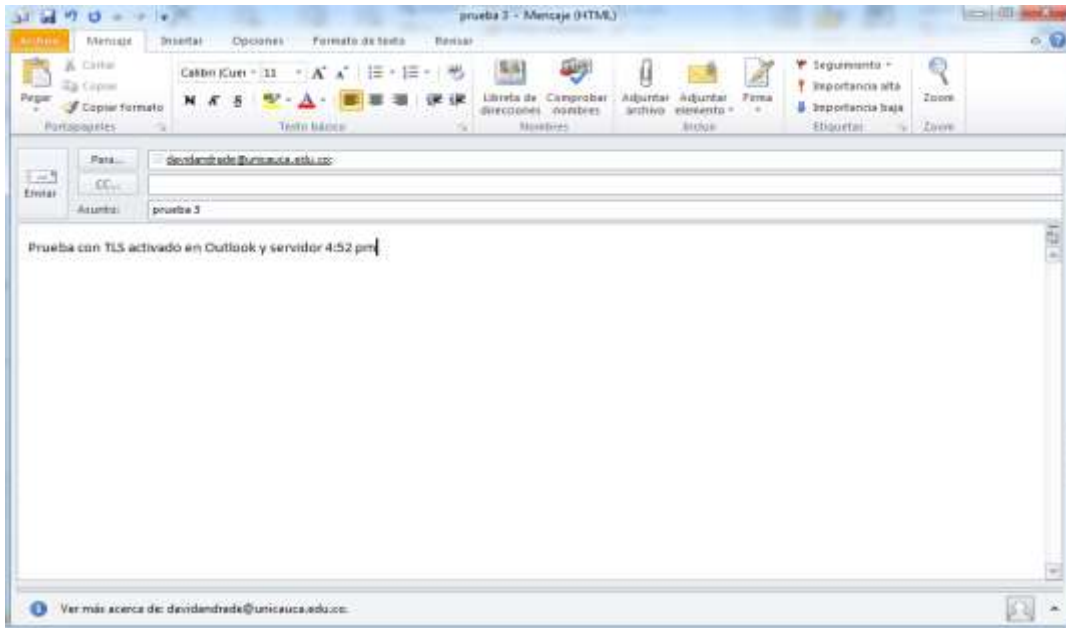 prueba 3 - Mensaje (HTML)
Archivo Mensaje Insertar Opciones Formato de texto Revisar
Pegar
Cortar
Copiar
Copiar formato
Portapapeles
Calibri (Cuer 11
N K S
Texto básico
Libreta de direcciones
Comprobar nombres
Nombres
Adjuntar archivo
Adjuntar elemento
Firma
Incluir
Seguimiento
Importancia alta
Importancia baja
Etiquetas
Zoom
Zoom
Enviar
Para... davidandrade@unicauca.edu.co;
CC...
Asunto: prueba 3
Prueba con TLS activado en Outlook y servidor 4:52 pm
Ver más acerca de: davidandrade@unicauca.edu.co.